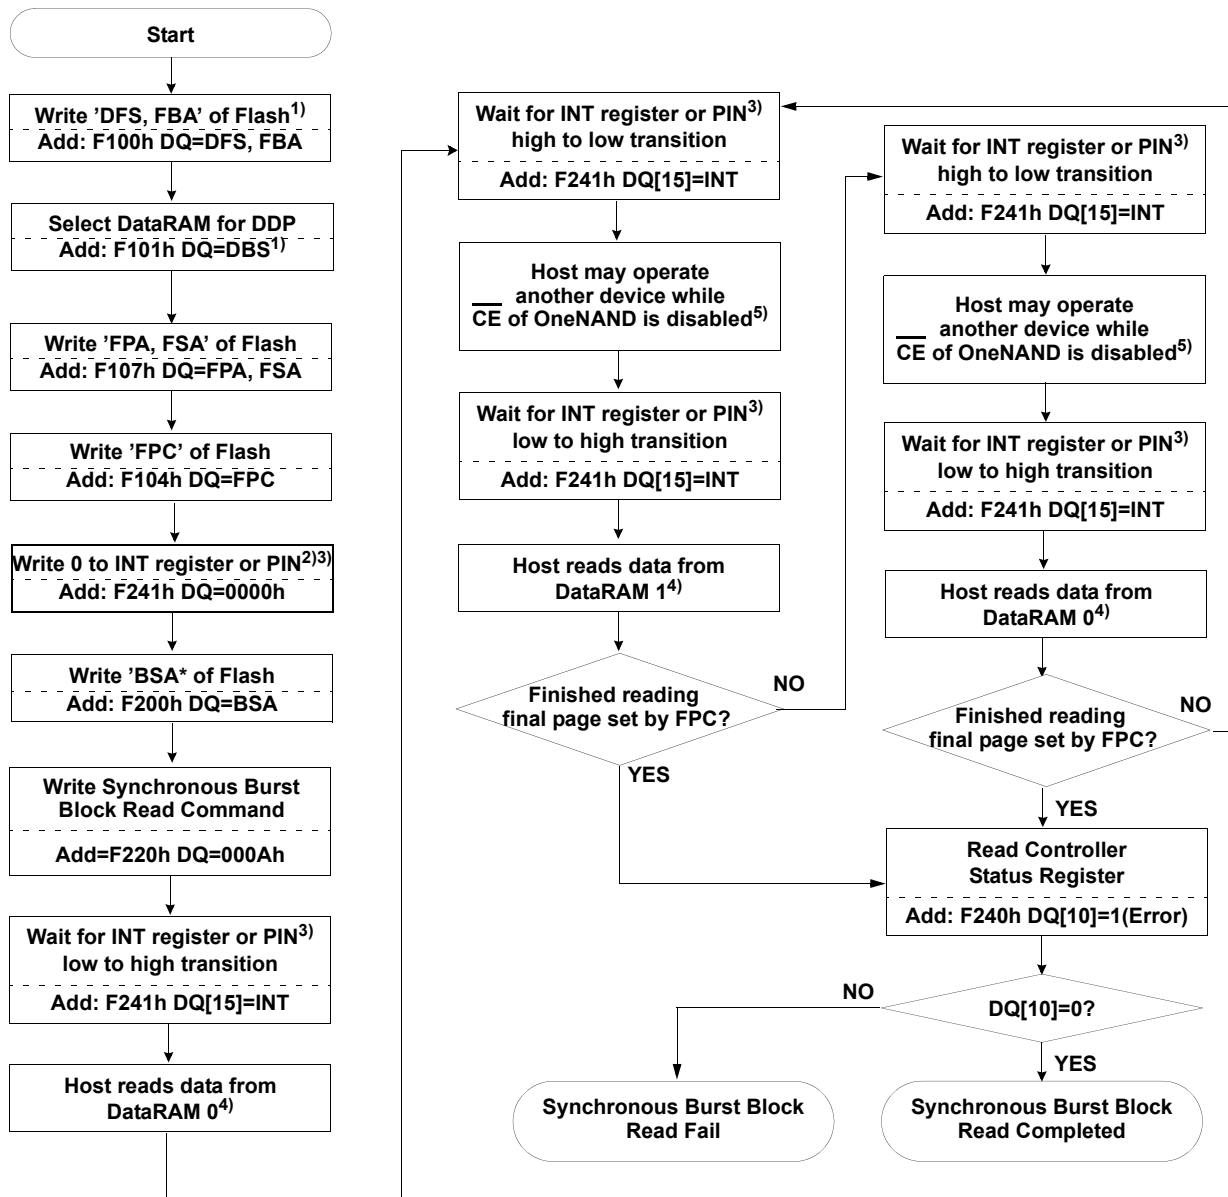 Start
Write 'DFS, FBA' of Flash1)
Add: F100h DQ=DFS, FBA
Select DataRAM for DDP
Add: F101h DQ=DBS1)
Write 'FPA, FSA' of Flash
Add: F107h DQ=FPA, FSA
Write 'FPC' of Flash
Add: F104h DQ=FPC
Write 0 to INT register or PIN2)3)
Add: F241h DQ=0000h
Write 'BSA* of Flash
Add: F200h DQ=BSA
Write Synchronous Burst
Block Read Command
Add=F220h DQ=000Ah
Wait for INT register or PIN3)
low to high transition
Add: F241h DQ[15]=INT
Host reads data from
DataRAM 04)
Wait for INT register or PIN3)
high to low transition
Add: F241h DQ[15]=INT
Host may operate
another device while
CE of OneNAND is disabled5)
Wait for INT register or PIN3)
low to high transition
Add: F241h DQ[15]=INT
Host reads data from
DataRAM 14)
Finished reading
final page set by FPC?
NO
YES
Wait for INT register or PIN3)
high to low transition
Add: F241h DQ[15]=INT
Host may operate
another device while
CE of OneNAND is disabled5)
Wait for INT register or PIN3)
low to high transition
Add: F241h DQ[15]=INT
Host reads data from
DataRAM 04)
Finished reading
final page set by FPC?
NO
YES
Read Controller
Status Register
Add: F240h DQ[10]=1(Error)
DQ[10]=0?
NO
YES
Synchronous Burst Block
Read Fail
Synchronous Burst Block
Read Completed